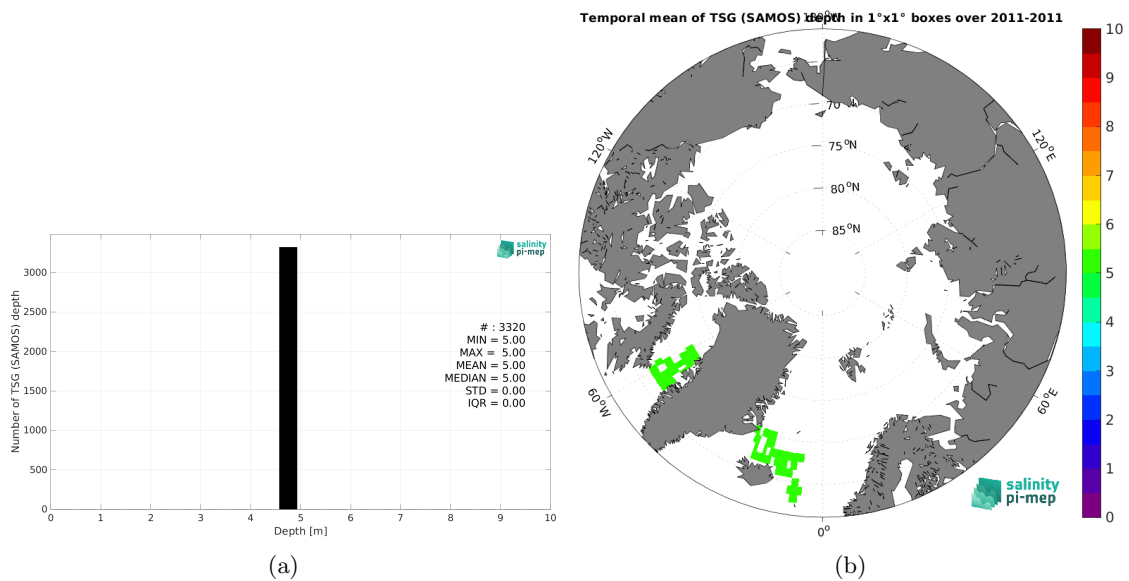 Number of TSG (SAMOS) depth
3000
2500
2000
1500
1000
500
0
0 1 2 3 4 5 6 7 8 9 10
Depth [m]
salinity
pi-mep
# : 3320
MIN = 5.00
MAX = 5.00
MEAN = 5.00
MEDIAN = 5.00
STD = 0.00
IQR = 0.00
(a)
Temporal mean of TSG (SAMOS) depth in 1°x1° boxes over 2011-2011
180°
120°W
120°E
70
75°N
80°N
85°N
60°W
60°E
0°
salinity
pi-mep
10
9
8
7
6
5
4
3
2
1
0
(b)